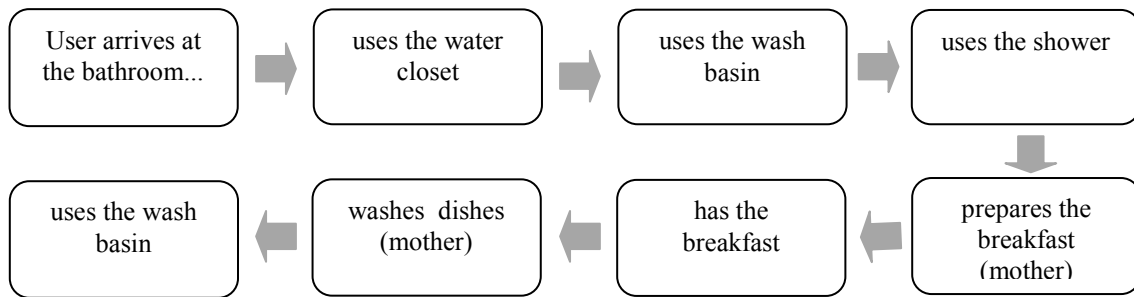 User arrives at
the bathroom...
uses the water
closet
uses the wash
basin
uses the shower
prepares the
breakfast
(mother)
has the
breakfast
washes dishes
(mother)
uses the wash
basin